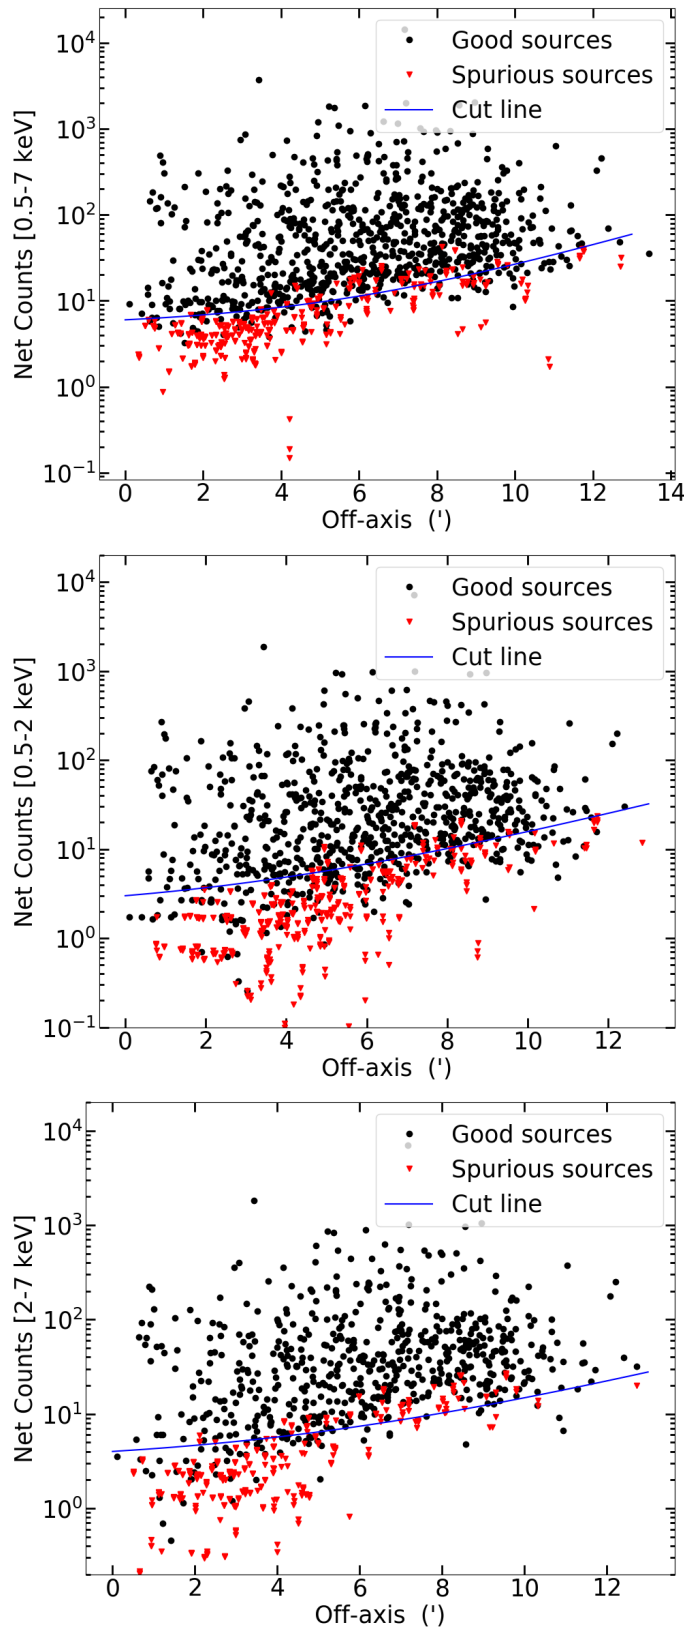 Net Counts [0.5-7 keV]
10⁴
10³
10²
10¹
10⁰
10⁻¹
Good sources
Spurious sources
Cut line
0 2 4 6 8 10 12 14
Off-axis (')
Net Counts [0.5-2 keV]
10⁴
10³
10²
10¹
10⁰
10⁻¹
Good sources
Spurious sources
Cut line
0 2 4 6 8 10 12
Off-axis (')
Net Counts [2-7 keV]
10⁴
10³
10²
10¹
10⁰
Good sources
Spurious sources
Cut line
0 2 4 6 8 10 12
Off-axis (')